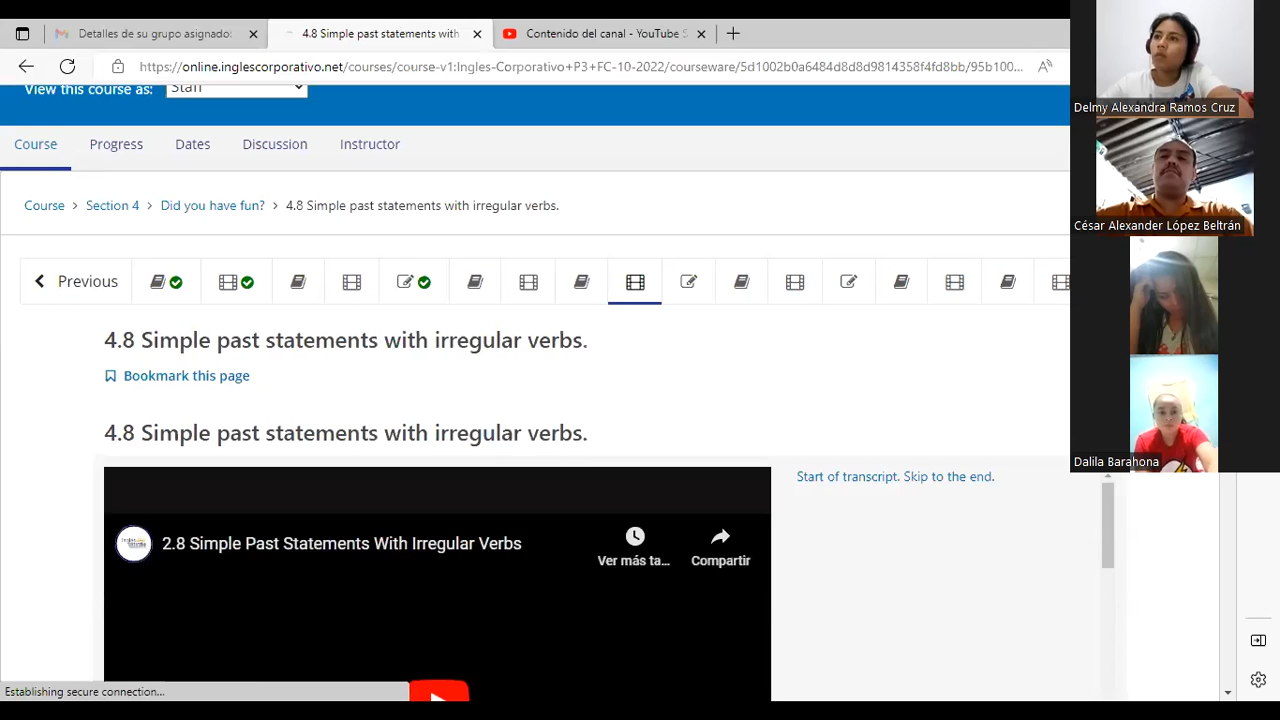 Detalles de su grupo asignado:
4.8 Simple past statements with
Contenido del canal - YouTube S
https://online.inglescorporativo.net/courses/course-v1:Ingles-Corporativo+P3+FC-10-2022/courseware/5d1002b0a6484d8d8d9814358f4fd8bb/95b100...
View this course as:
Staff
Course
Progress
Dates
Discussion
Instructor
Course > Section 4 > Did you have fun? > 4.8 Simple past statements with irregular verbs.
Previous
4.8 Simple past statements with irregular verbs.
Bookmark this page
4.8 Simple past statements with irregular verbs.
Start of transcript. Skip to the end.
2.8 Simple Past Statements With Irregular Verbs
Ver más ta...
Compartir
Establishing secure connection...
Delmy Alexandra Ramos Cruz
César Alexander López Beltrán
Dalila Barahona